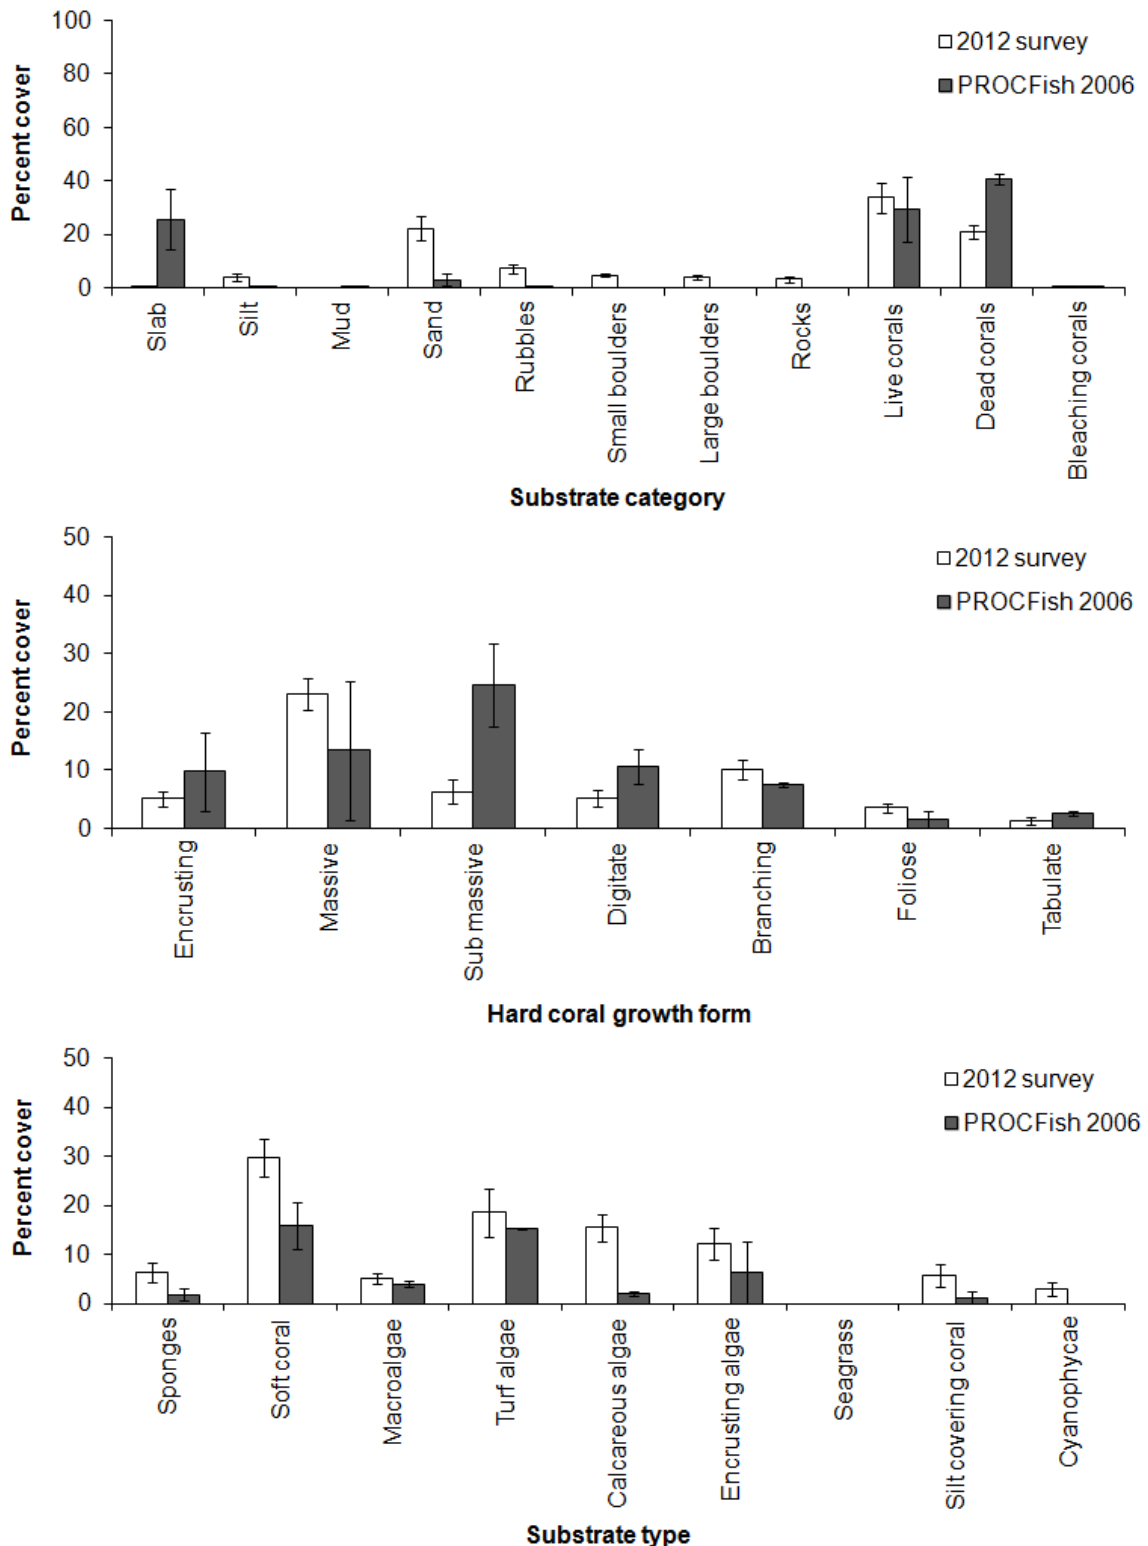 100
80
60
40
20
0
Percent cover
2012 survey
PROCFish 2006
Slab
Silt
Mud
Sand
Rubbles
Small boulders
Large boulders
Rocks
Live corals
Dead corals
Bleaching corals
Substrate category
50
40
30
20
10
0
Percent cover
2012 survey
PROCFish 2006
Encrusting
Massive
Sub massive
Digitate
Branching
Foliose
Tabulate
Hard coral growth form
50
40
30
20
10
0
Percent cover
2012 survey
PROCFish 2006
Sponges
Soft coral
Macroalgae
Turf algae
Calcareous algae
Encrusting algae
Seagrass
Silt covering coral
Cyanophycae
Substrate type